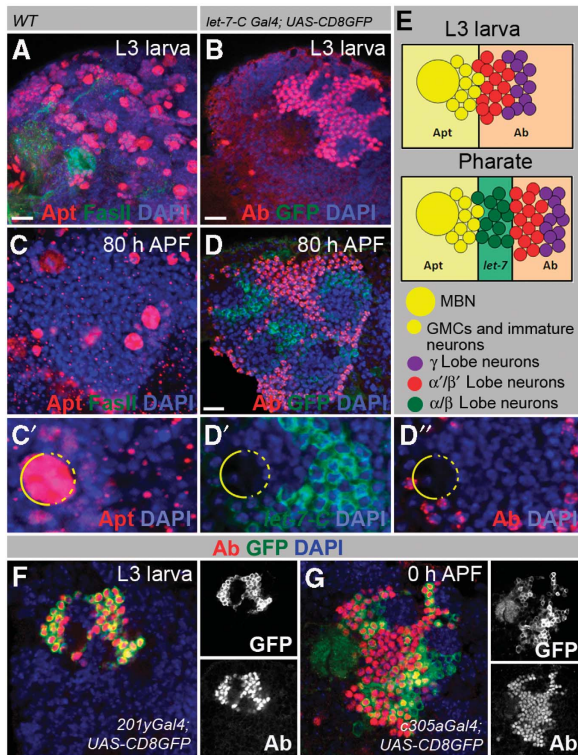 WT
let-7-C Gal4; UAS-CD8GFP
A
L3 larva
Apt FasII DAPI
B
L3 larva
Ab GFP DAPI
C
80 h APF
Apt FasII DAPI
D
80 h APF
Ab GFP DAPI
C′
Apt DAPI
D′
let-7-C DAPI
D″
Ab DAPI
E
L3 larva
Apt Ab
Pharate
Apt let-7 Ab
MBN
GMCs and immature
neurons
γ Lobe neurons
α′/β′ Lobe neurons
α/β Lobe neurons
Ab GFP DAPI
F
L3 larva
201yGal4;
UAS-CD8GFP
GFP
Ab
G
0 h APF
c305aGal4;
UAS-CD8GFP
GFP
Ab